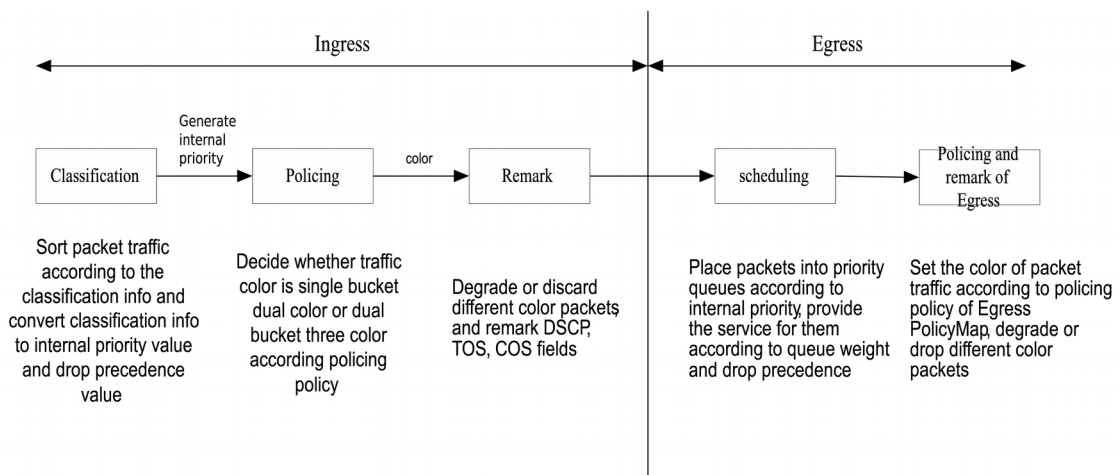 Ingress
Egress
Generate
internal
priority
color
Classification
Policing
Remark
scheduling
Policing and
remark of
Egress
Sort packet traffic
according to the
classification info and
convert classification info
to internal priority value
and drop precedence
value
Decide whether traffic
color is single bucket
dual color or dual
bucket three color
according policing
policy
Degrade or discard
different color packets
and remark DSCP,
TOS, COS fields
Place packets into priority
queues according to
internal priority, provide
the service for them
according to queue weight
and drop precedence
Set the color of packet
traffic according to policing
policy of Egress
PolicyMap, degrade or
drop different color
packets